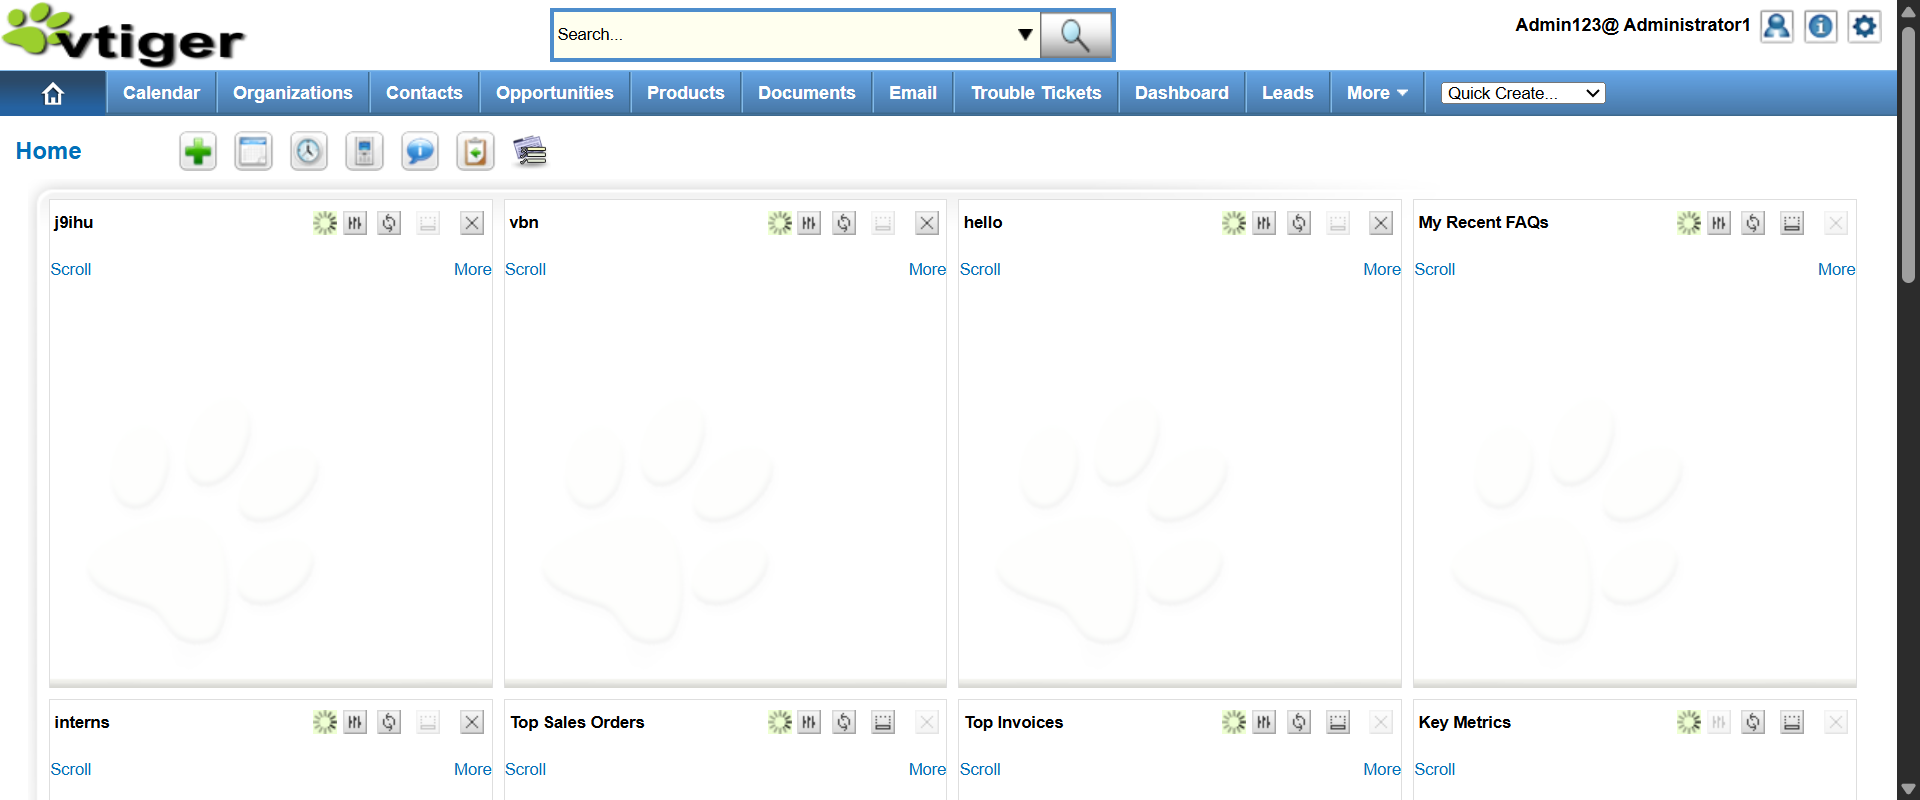 vtiger
Search...
Admin123@ Administrator1
Calendar
Organizations
Contacts
Opportunities
Products
Documents
Email
Trouble Tickets
Dashboard
Leads
More
Quick Create...
Home
j9ihu
vbn
hello
My Recent FAQs
Scroll More
Scroll More
Scroll More
Scroll More
interns
Top Sales Orders
Top Invoices
Key Metrics
Scroll More
Scroll More
Scroll More
Scroll